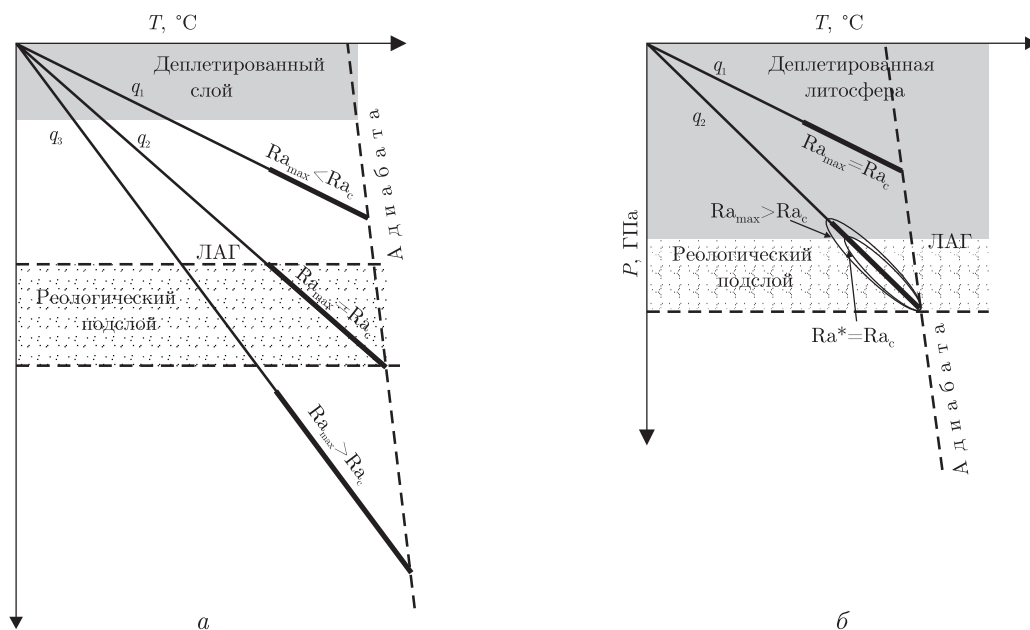 T, °C
Деплетированный
слой
q₁
q₂
q₃
Ra_max<Ra_c
Адиабата
ЛАГ
Реологический
подслой
Ra_max=Ra_c
Ra_max>Ra_c
а
T, °C
Деплетированная
литосфера
q₁
q₂
Ra_max=Ra_c
Ra_max>Ra_c
P, ГПа
ЛАГ
Реологический
подслой
Ra*=Ra_c
Адиабата
б